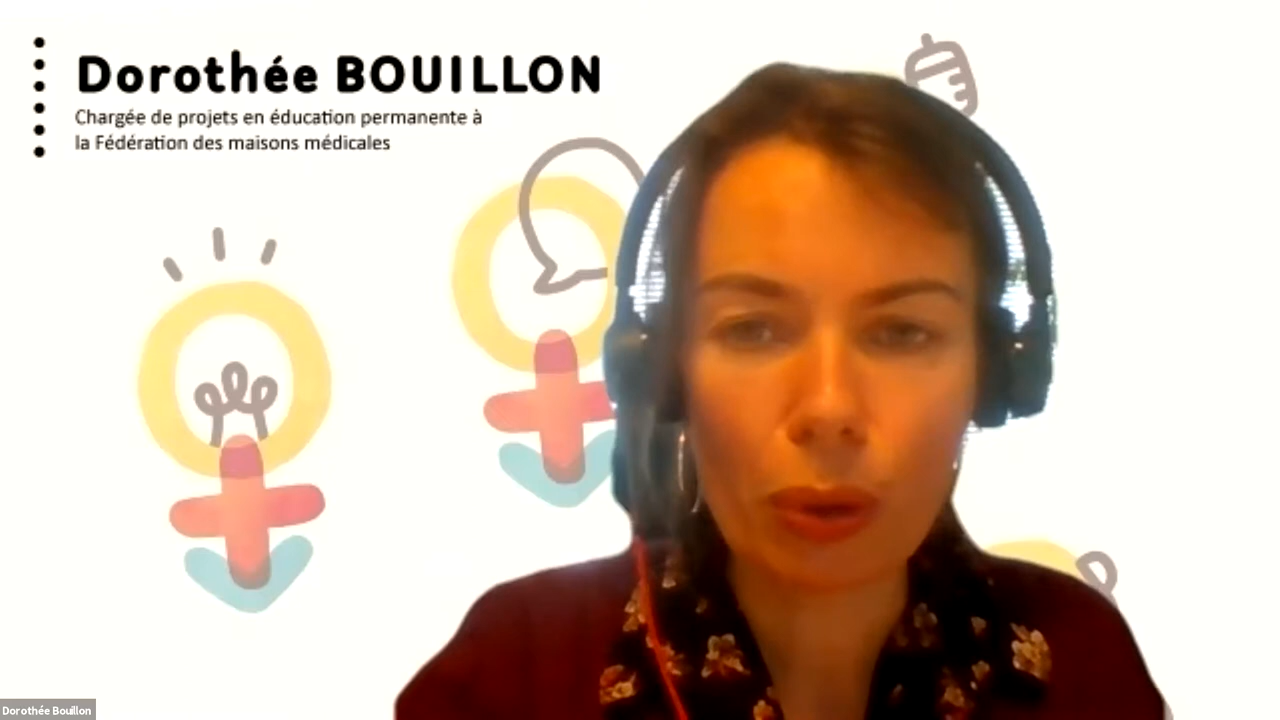 Dorothée BOUILLON
Chargée de projets en éducation permanente à
la Fédération des maisons médicales
Dorothée Bouillon